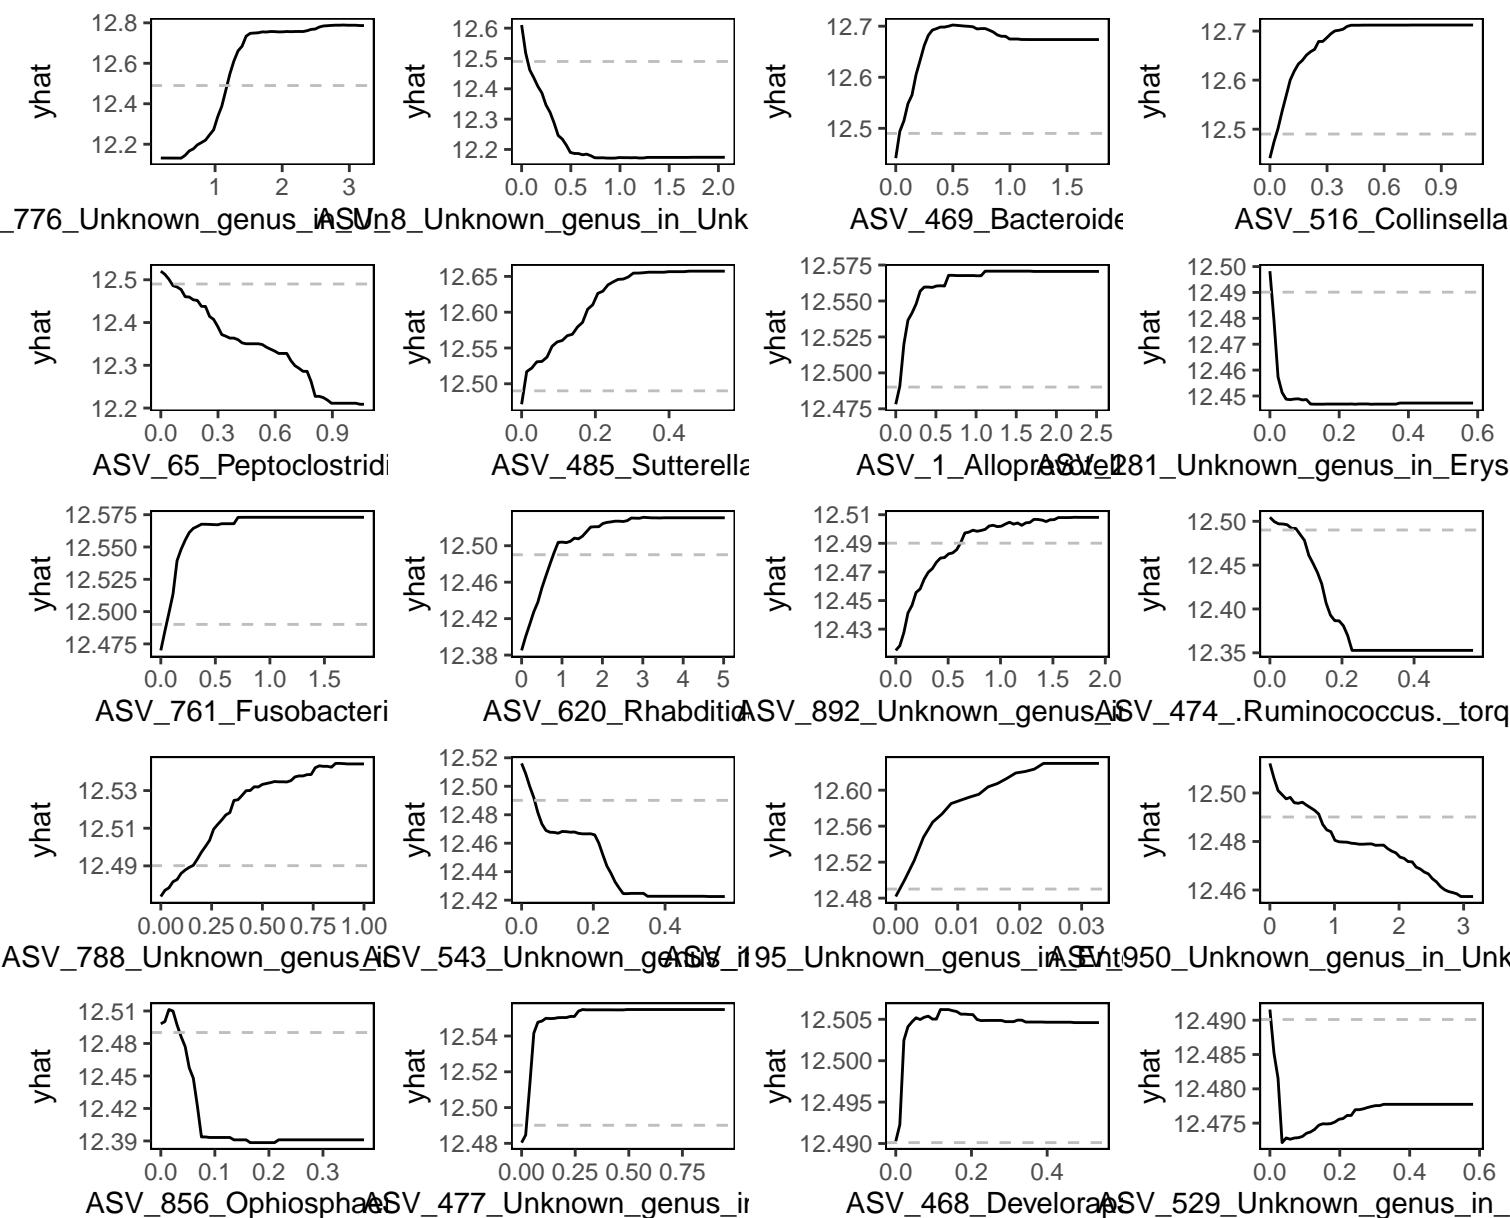 12.8
12.6
12.4
12.2
yhat
1 2 3
_776_Unknown_genus_in_Un
12.6
12.5
12.4
12.3
12.2
yhat
0.0 0.5 1.0 1.5 2.0
8_Unknown_genus_in_Unk
12.7
12.6
12.5
yhat
0.0 0.5 1.0 1.5
ASV_469_Bacteroide
12.7
12.6
12.5
yhat
0.0 0.3 0.6 0.9
ASV_516_Collinsella
12.5
12.4
12.3
12.2
yhat
0.0 0.3 0.6 0.9
ASV_65_Peptoclostridi
12.65
12.60
12.55
12.50
yhat
0.0 0.2 0.4
ASV_485_Sutterella
12.575
12.550
12.525
12.500
12.475
yhat
0.0 0.5 1.0 1.5 2.0 2.5
ASV_1_Alloprevotell
12.50
12.49
12.48
12.47
12.46
12.45
yhat
0.0 0.2 0.4 0.6
281_Unknown_genus_in_Erys
12.575
12.550
12.525
12.500
12.475
yhat
0.0 0.5 1.0 1.5
ASV_761_Fusobacteri
12.50
12.46
12.42
12.38
yhat
0 1 2 3 4 5
ASV_620_Rhabditid
12.51
12.49
12.47
12.45
12.43
yhat
0.0 0.5 1.0 1.5 2.0
ASV_892_Unknown_genus_i
12.50
12.45
12.40
12.35
yhat
0.0 0.2 0.4
ASV_474_.Ruminococcus._torq
12.53
12.51
12.49
yhat
0.00 0.25 0.50 0.75 1.00
ASV_788_Unknown_genus_i
12.52
12.50
12.48
12.46
12.44
12.42
yhat
0.0 0.2 0.4
ASV_543_Unknown_genus_i
12.60
12.56
12.52
12.48
yhat
0.00 0.01 0.02 0.03
ASV_195_Unknown_genus_in_Ent
12.50
12.48
12.46
yhat
0 1 2 3
ASV_950_Unknown_genus_in_Unk
12.51
12.48
12.45
12.42
12.39
yhat
0.0 0.1 0.2 0.3
ASV_856_Ophiosphae
12.54
12.52
12.50
12.48
yhat
0.00 0.25 0.50 0.75
ASV_477_Unknown_genus_in
12.505
12.500
12.495
12.490
yhat
0.0 0.2 0.4
ASV_468_Develorap
12.490
12.485
12.480
12.475
yhat
0.0 0.2 0.4 0.6
ASV_529_Unknown_genus_in_